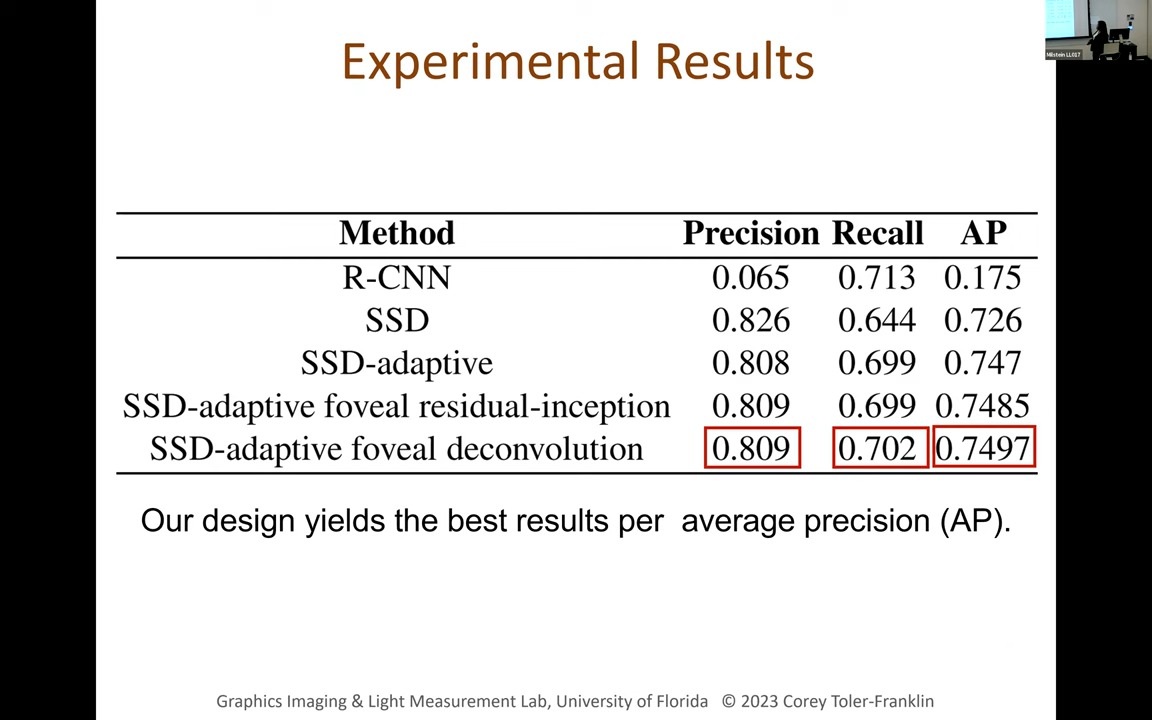 Experimental Results
Milstein LL017
Method Precision Recall AP
R-CNN 0.065 0.713 0.175
SSD 0.826 0.644 0.726
SSD-adaptive 0.808 0.699 0.747
SSD-adaptive foveal residual-inception 0.809 0.699 0.7485
SSD-adaptive foveal deconvolution 0.809 0.702 0.7497
Our design yields the best results per average precision (AP).
Graphics Imaging & Light Measurement Lab, University of Florida © 2023 Corey Toler-Franklin